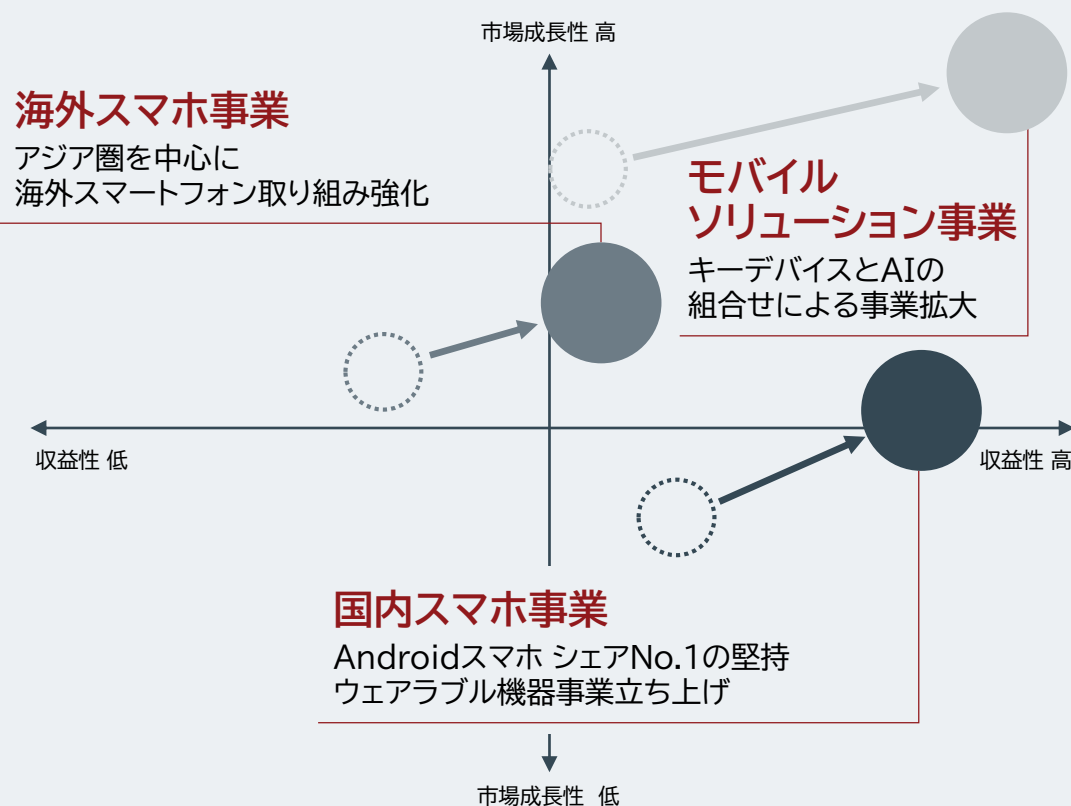 市場成長性 高
海外スマホ事業
アジア圏を中心に
海外スマートフォン取り組み強化
モバイル
ソリューション事業
キーデバイスとAIの
組合せによる事業拡大
収益性 低
収益性 高
国内スマホ事業
Androidスマホ シェアNo.1の堅持
ウェアラブル機器事業立ち上げ
市場成長性 低